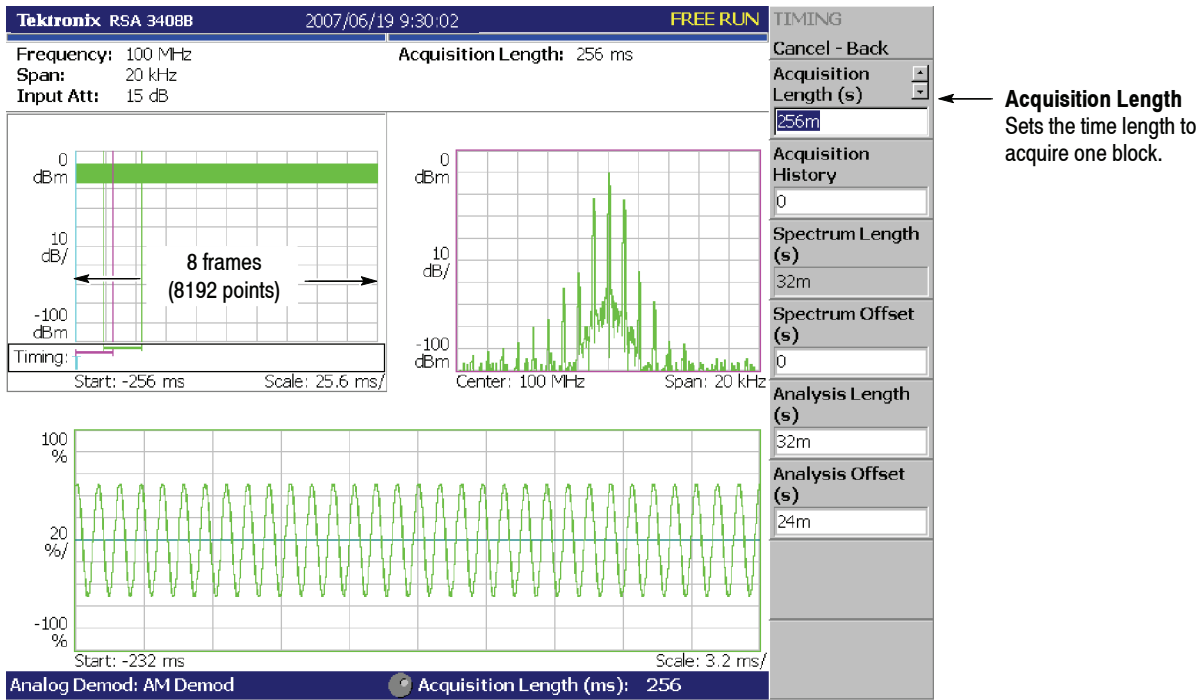 Tektronix RSA 3408B 2007/06/19 9:30:02 FREE RUN
Frequency: 100 MHz
Span: 20 kHz
Input Att: 15 dB
Acquisition Length: 256 ms
0
dBm
10
dB/
-100
dBm
8 frames
(8192 points)
Timing:
Start: -256 ms Scale: 25.6 ms/
0
dBm
10
dB/
-100
dBm
Center: 100 MHz Span: 20 kHz
100
%
20
%/
-100
%
Start: -232 ms Scale: 3.2 ms/
Analog Demod: AM Demod Acquisition Length (ms): 256
TIMING
Cancel - Back
Acquisition
Length (s)
256m
Acquisition
History
0
Spectrum Length
(s)
32m
Spectrum Offset
(s)
0
Analysis Length
(s)
32m
Analysis Offset
(s)
24m
Acquisition Length
Sets the time length to
acquire one block.